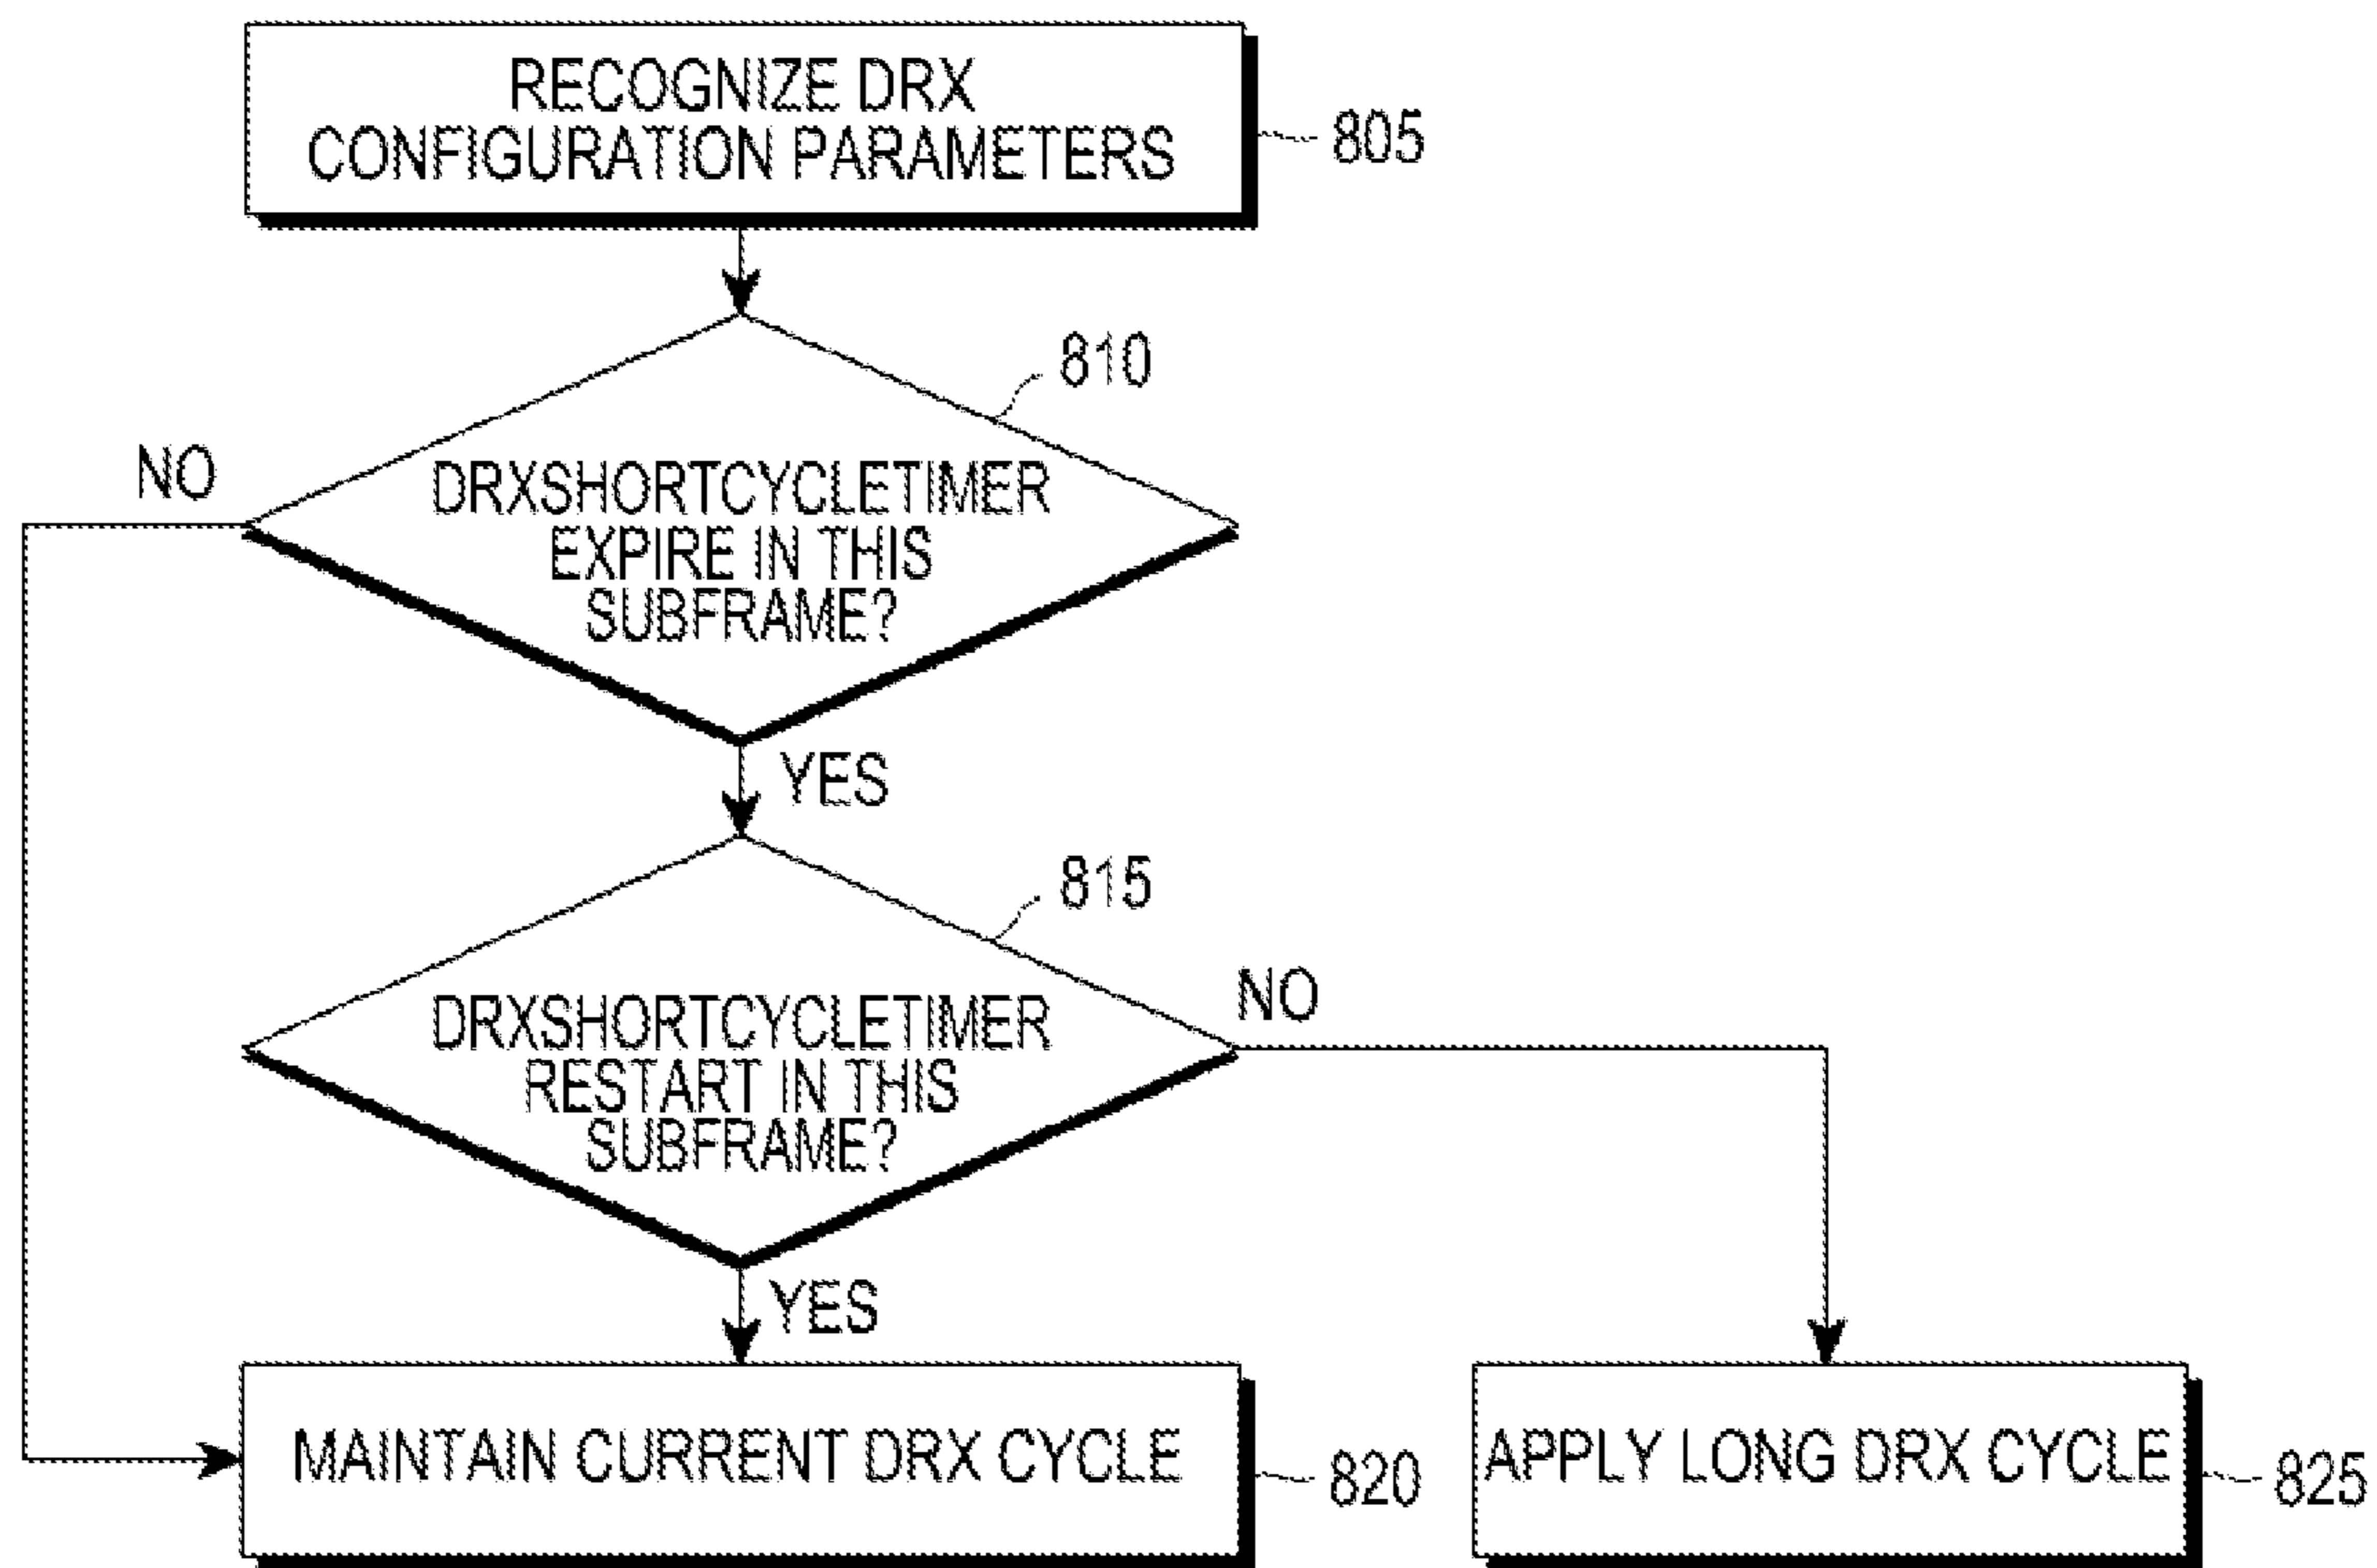 RECOGNIZE DRX
CONFIGURATION PARAMETERS
805
810
NO
DRXSHORTCYCLETIMER
EXPIRE IN THIS
SUBFRAME?
YES
815
NO
DRXSHORTCYCLETIMER
RESTART IN THIS
SUBFRAME?
YES
MAINTAIN CURRENT DRX CYCLE
820
APPLY LONG DRX CYCLE
825